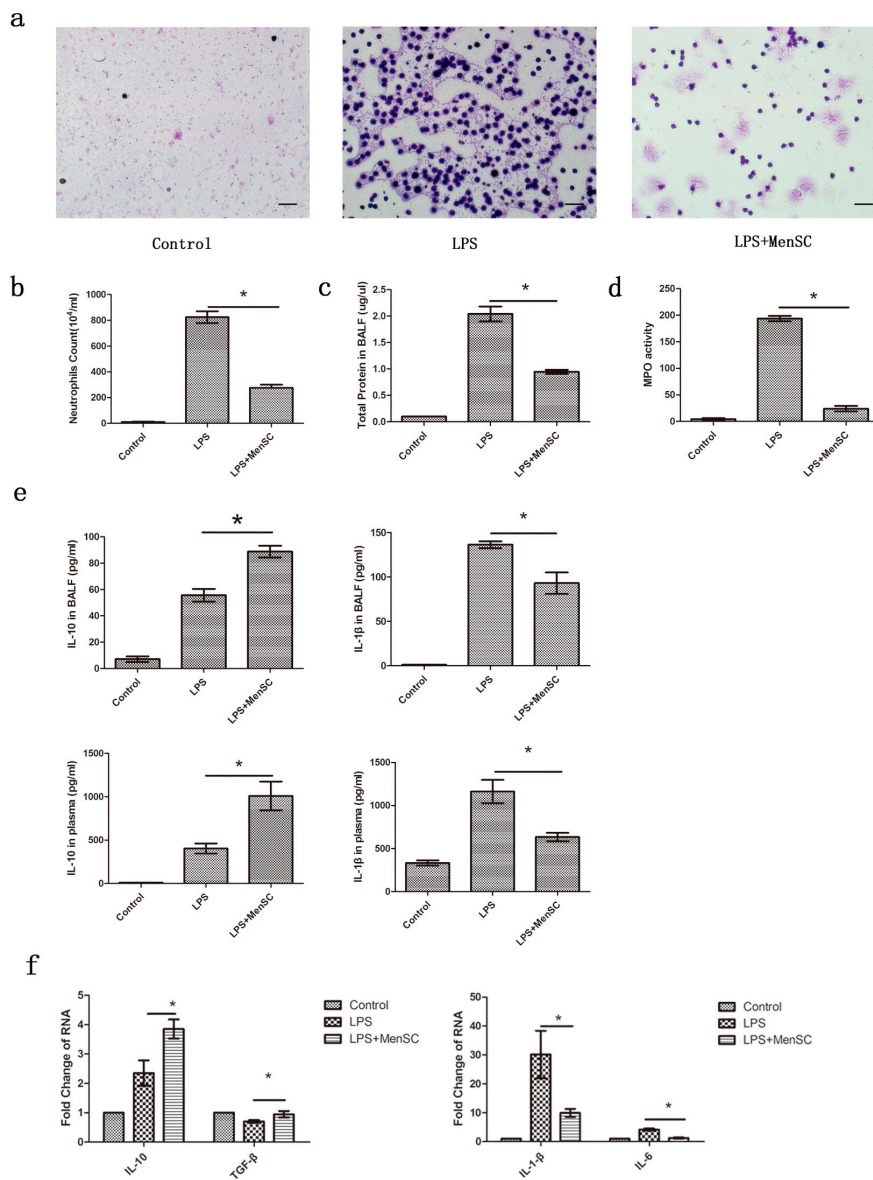 a
Control
LPS
LPS+MenSC
b
Neutrophils Count(10⁴/ml)
1000
800
600
400
200
0
*
Control
LPS
LPS+MenSC
c
Total Protein in BALF (ug/ul)
2.5
2.0
1.5
1.0
0.5
0.0
*
Control
LPS
LPS+MenSC
d
MPO activity
250
200
150
100
50
0
*
Control
LPS
LPS+MenSC
e
IL-10 in BALF (pg/ml)
100
80
60
40
20
0
*
Control
LPS
LPS+MenSC
IL-1β in BALF (pg/ml)
150
100
50
0
*
Control
LPS
LPS+MenSC
IL-10 in plasma (pg/ml)
1500
1000
500
0
*
Control
LPS
LPS+MenSC
IL-1β in plasma (pg/ml)
1500
1000
500
0
*
Control
LPS
LPS+MenSC
f
Fold Change of RNA
5
4
3
2
1
0
*
*
IL-10
TGF-β
Control
LPS
LPS+MenSC
Fold Change of RNA
50
40
30
20
10
0
*
*
IL-1-β
IL-6
Control
LPS
LPS+MenSC